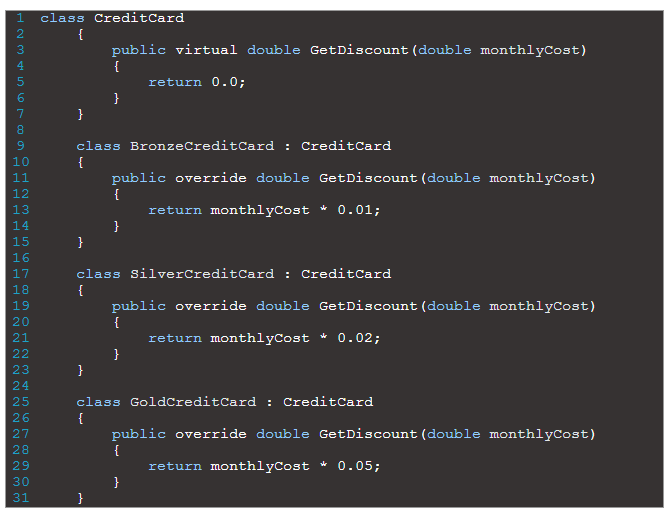 1 class CreditCard
2 {
3 public virtual double GetDiscount(double monthlyCost)
4 {
5 return 0.0;
6 }
7 }
8
9 class BronzeCreditCard : CreditCard
10 {
11 public override double GetDiscount(double monthlyCost)
12 {
13 return monthlyCost * 0.01;
14 }
15 }
16
17 class SilverCreditCard : CreditCard
18 {
19 public override double GetDiscount(double monthlyCost)
20 {
21 return monthlyCost * 0.02;
22 }
23 }
24
25 class GoldCreditCard : CreditCard
26 {
27 public override double GetDiscount(double monthlyCost)
28 {
29 return monthlyCost * 0.05;
30 }
31 }